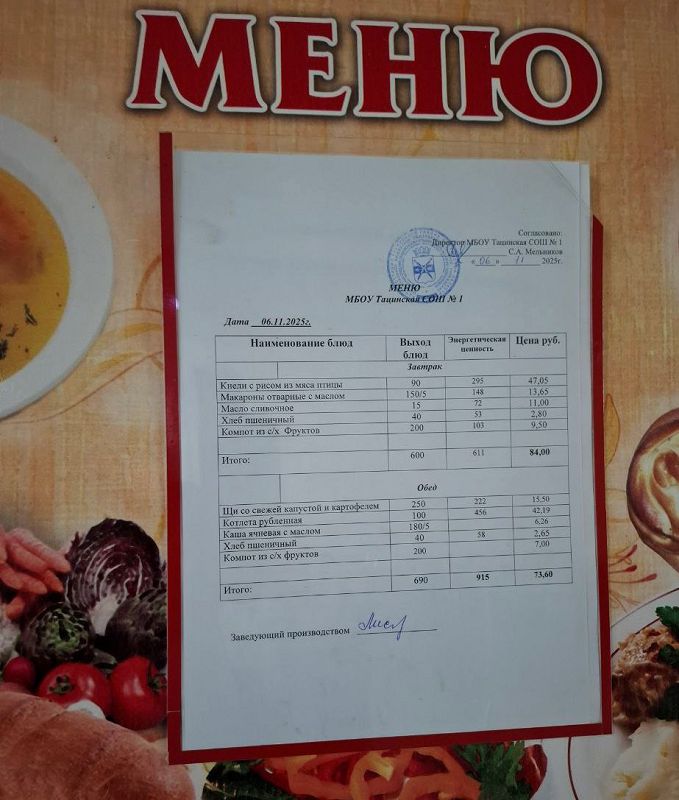 МЕНЮ
Согласовано:
Директор МБОУ Тацинская СОШ № 1
С.А. Мельников
« 06 » 11 2025г.
МЕНЮ
МБОУ Тацинская СОШ № 1
Дата 06.11.2025г.
Наименование блюд Выход блюд Энергетическая ценность Цена руб.
Завтрак
Кнели с рисом из мяса птицы 90 295 47,05
Макароны отварные с маслом 150/5 148 13,65
Масло сливочное 15 72 11,00
Хлеб пшеничный 40 53 2,80
Компот из с/х Фруктов 200 103 9,50
Итого: 600 611 84,00
Обед
Щи со свежей капустой и картофелем 250 222 15,50
Котлета рубленная 100 456 42,19
Каша ячневая с маслом 180/5 6,26
Хлеб пшеничный 40 58 2,65
Компот из с/х фруктов 200 7,00
Итого: 690 915 73,60
Заведующий производством